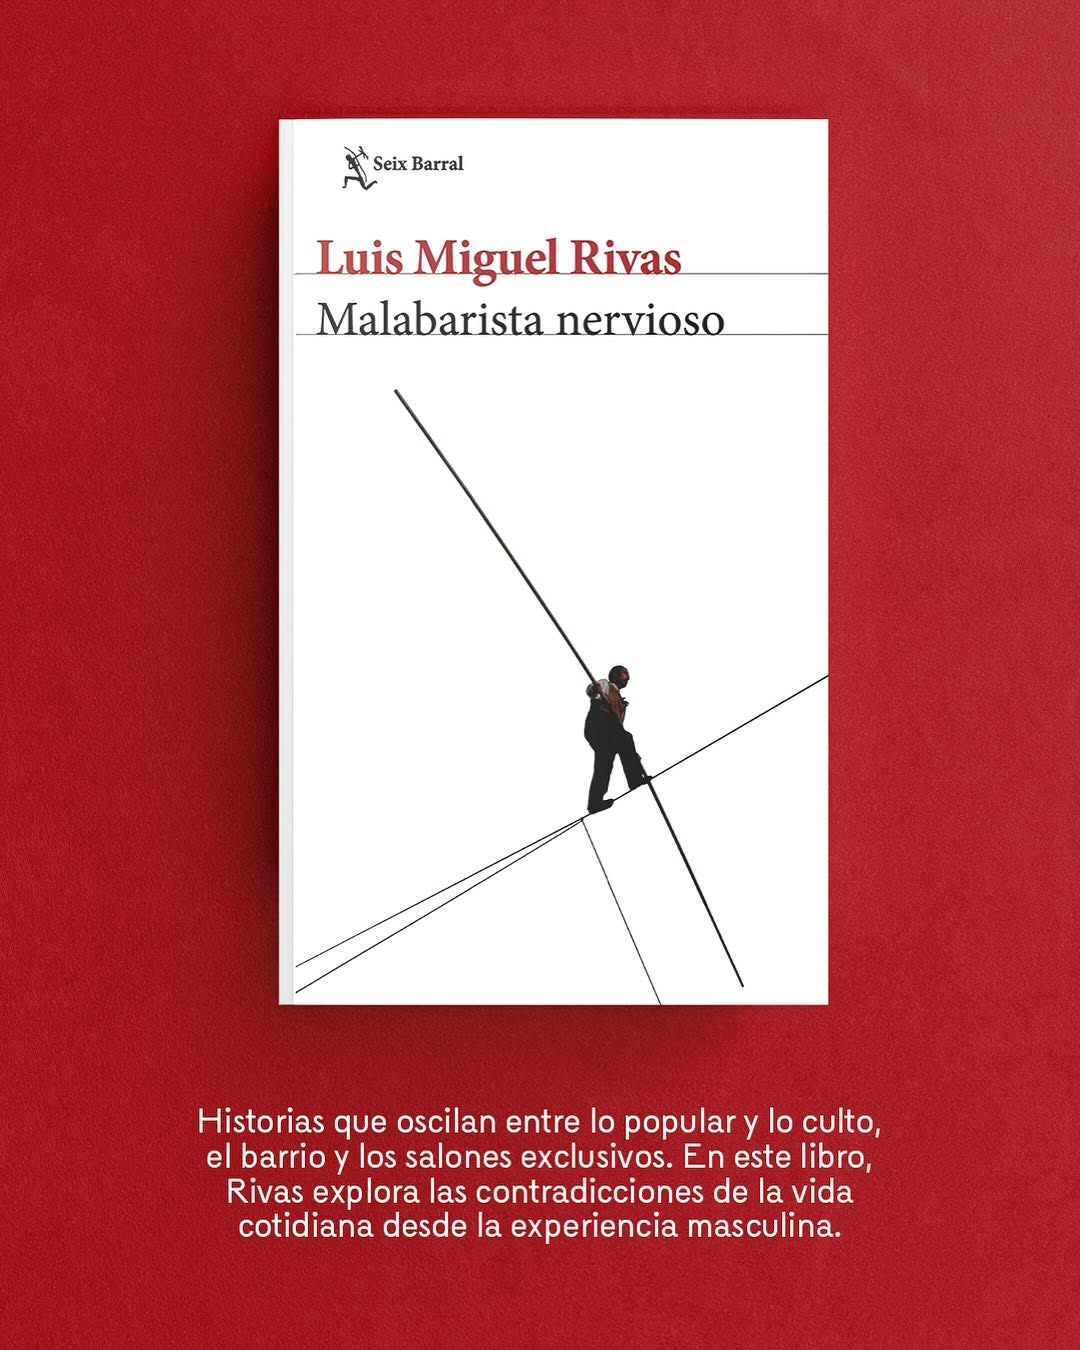 Seix Barral
Luis Miguel Rivas
Malabarista nervioso
Historias que oscilan entre lo popular y lo culto,
el barrio y los salones exclusivos. En este libro,
Rivas explora las contradicciones de la vida
cotidiana desde la experiencia masculina.